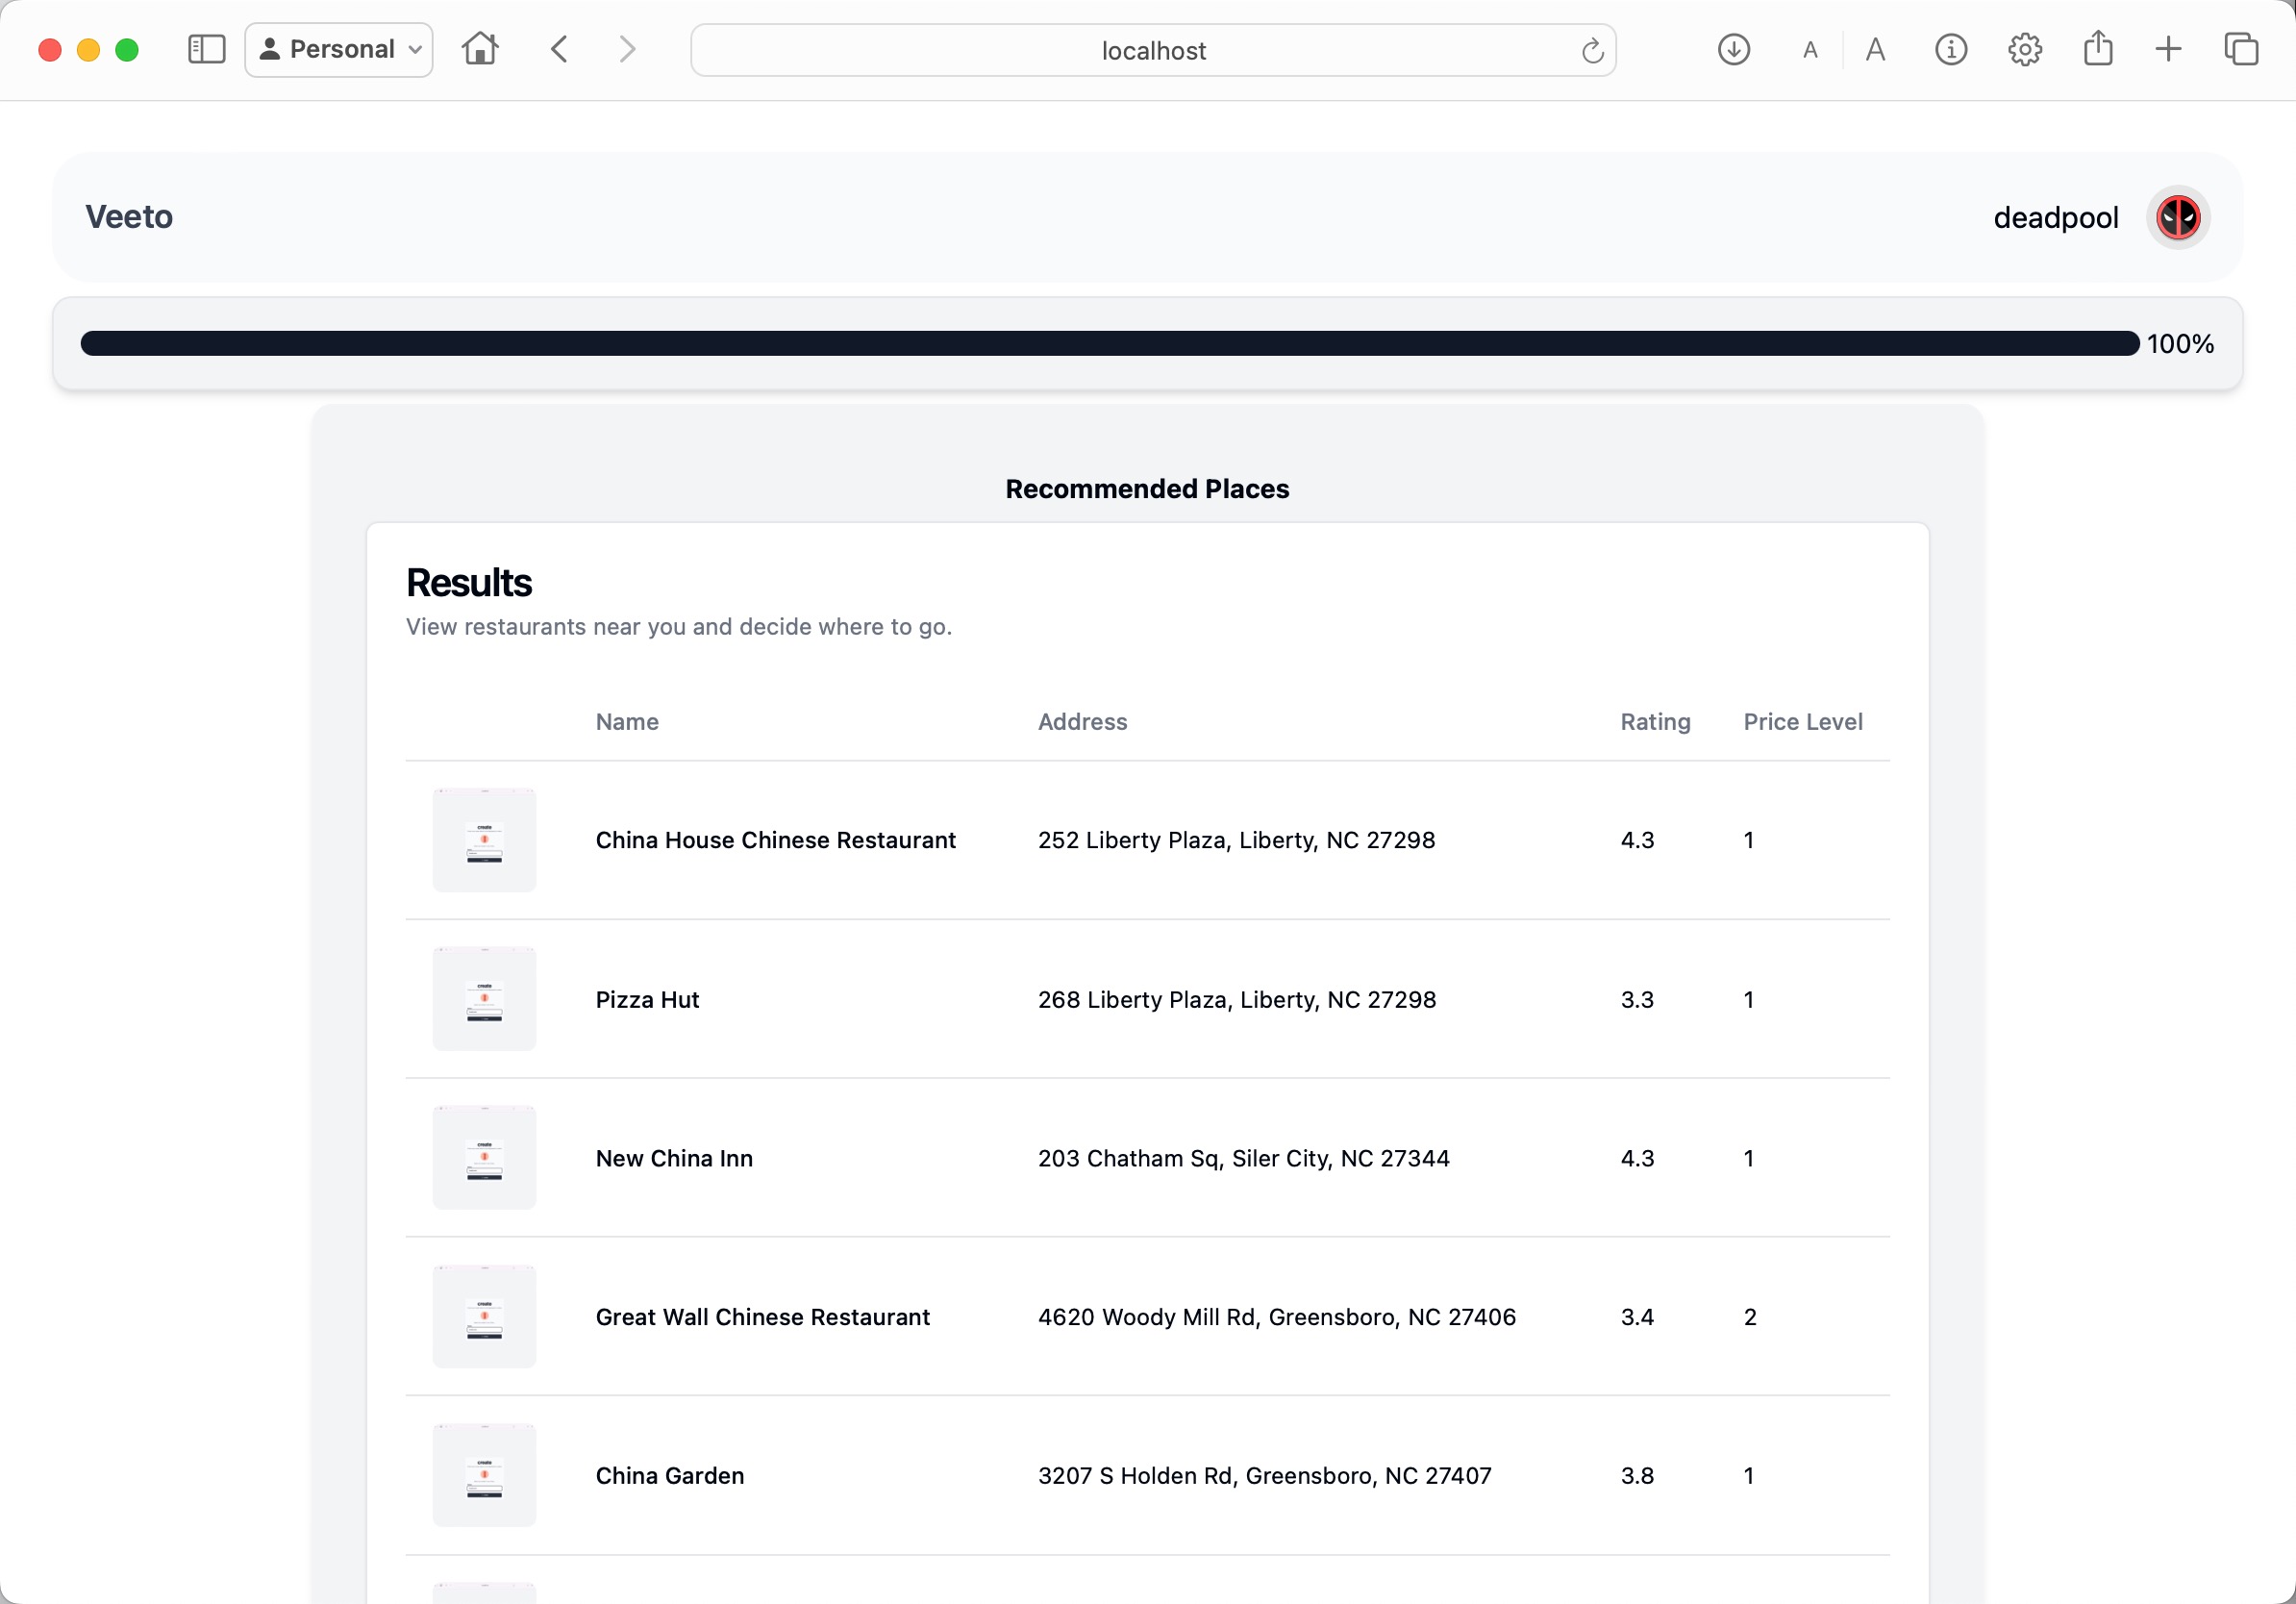 Personal
localhost
A A
Veeto
deadpool
100%
Recommended Places
Results
View restaurants near you and decide where to go.
Name Address Rating Price Level
China House Chinese Restaurant 252 Liberty Plaza, Liberty, NC 27298 4.3 1
Pizza Hut 268 Liberty Plaza, Liberty, NC 27298 3.3 1
New China Inn 203 Chatham Sq, Siler City, NC 27344 4.3 1
Great Wall Chinese Restaurant 4620 Woody Mill Rd, Greensboro, NC 27406 3.4 2
China Garden 3207 S Holden Rd, Greensboro, NC 27407 3.8 1